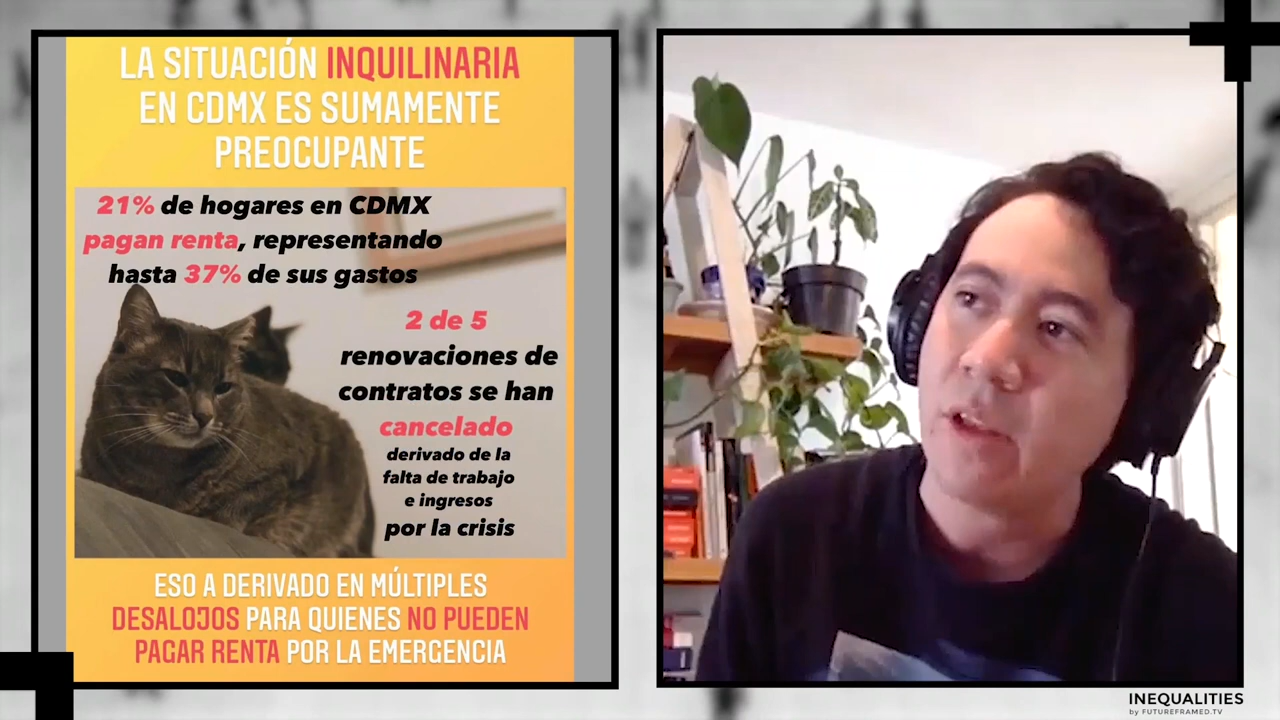 LA SITUACIÓN INQUILINARIA
EN CDMX ES SUMAMENTE
PREOCUPANTE
21% de hogares en CDMX
pagan renta, representando
hasta 37% de sus gastos
2 de 5
renovaciones de
contratos se han
cancelado
derivado de la
falta de trabajo
e ingresos
por la crisis
ESO A DERIVADO EN MÚLTIPLES
DESALOJOS PARA QUIENES NO PUEDEN
PAGAR RENTA POR LA EMERGENCIA
INEQUALITIES
by FUTUREFRAMED.TV